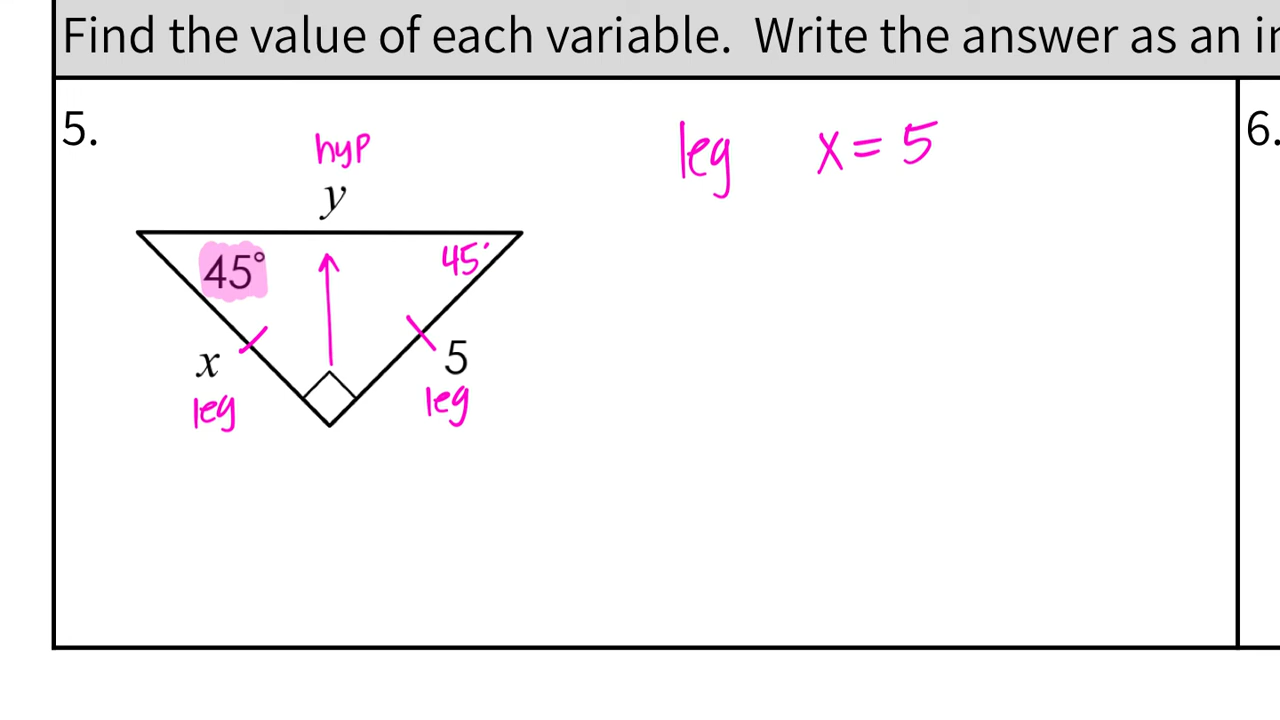 Find the value of each variable. Write the answer as an
5.
hyp
y
45°
45°
x
5
leg
leg
leg x = 5
6.